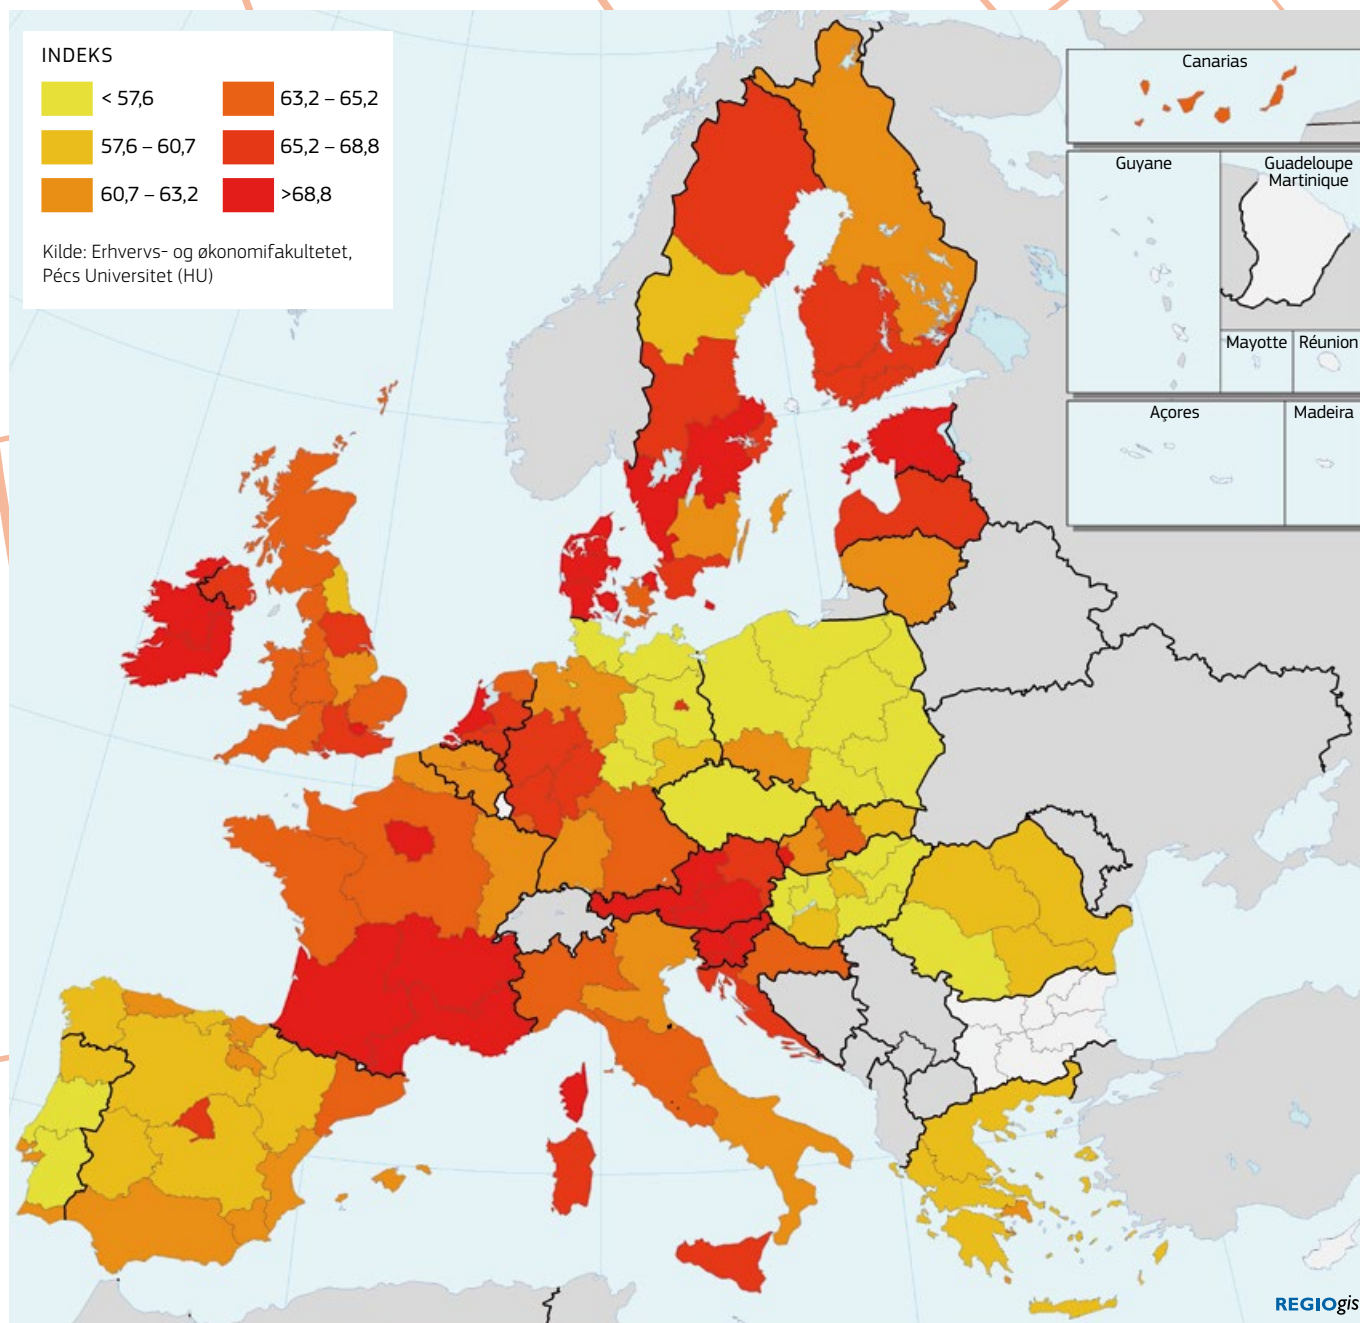 INDEKS
< 57,6
57,6 – 60,7
60,7 – 63,2
63,2 – 65,2
65,2 – 68,8
>68,8
Kilde: Erhvervs- og økonomifakultetet,
Pécs Universitet (HU)
Canarias
Guyane
Guadeloupe
Martinique
Mayotte
Réunion
Açores
Madeira
REGIOgis